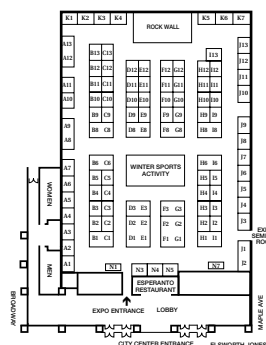 K1 K2 K3 K4 ROCK WALL K5 K6 K7
A13 B13 C13 I13 J13
A12 B12 C12 D12 E12 F12 G12 H12 I12 J12
A11 B11 C11 D11 E11 F11 G11 H11 I11 J11
A10 B10 C10 D10 E10 F10 G10 H10 I10 J10
A9 B9 C9 D9 E9 F9 G9 H9 I9 J9
A8 B8 C8 D8 E8 F8 G8 H8 I8 J8
A7 B6 C6 WINTER SPORTS H6 I6 J7
A6 B5 C5 ACTIVITY H5 I5 J6
A5 B4 C4 H4 I4 J5
A4 B3 C3 D3 E3 F3 G3 H3 I3 J4
A3 B2 C2 D2 E2 F2 G2 H2 I2 J3
A2 B1 C1 D1 E1 F1 G1 H1 I1 J1
A1 N1 N3 N4 N5 N7 J2
WOMEN
MEN
ESPERANTO
RESTAURANT
EXPO ENTRANCE
LOBBY
BROADWAY
MAPLE AVE
CITY CENTER ENTRANCE
ELSWORTH JONES